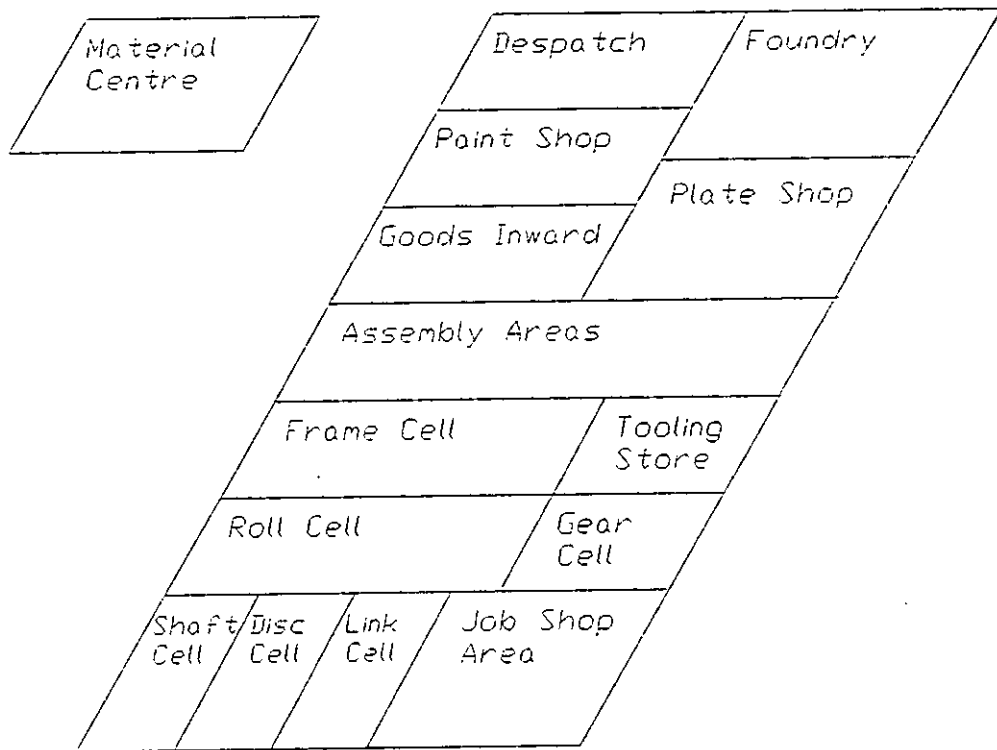 Material
Centre
Despatch
Foundry
Paint Shop
Plate Shop
Goods Inward
Assembly Areas
Frame Cell
Tooling
Store
Roll Cell
Gear
Cell
Shaft
Cell
Disc
Cell
Link
Cell
Job Shop
Area